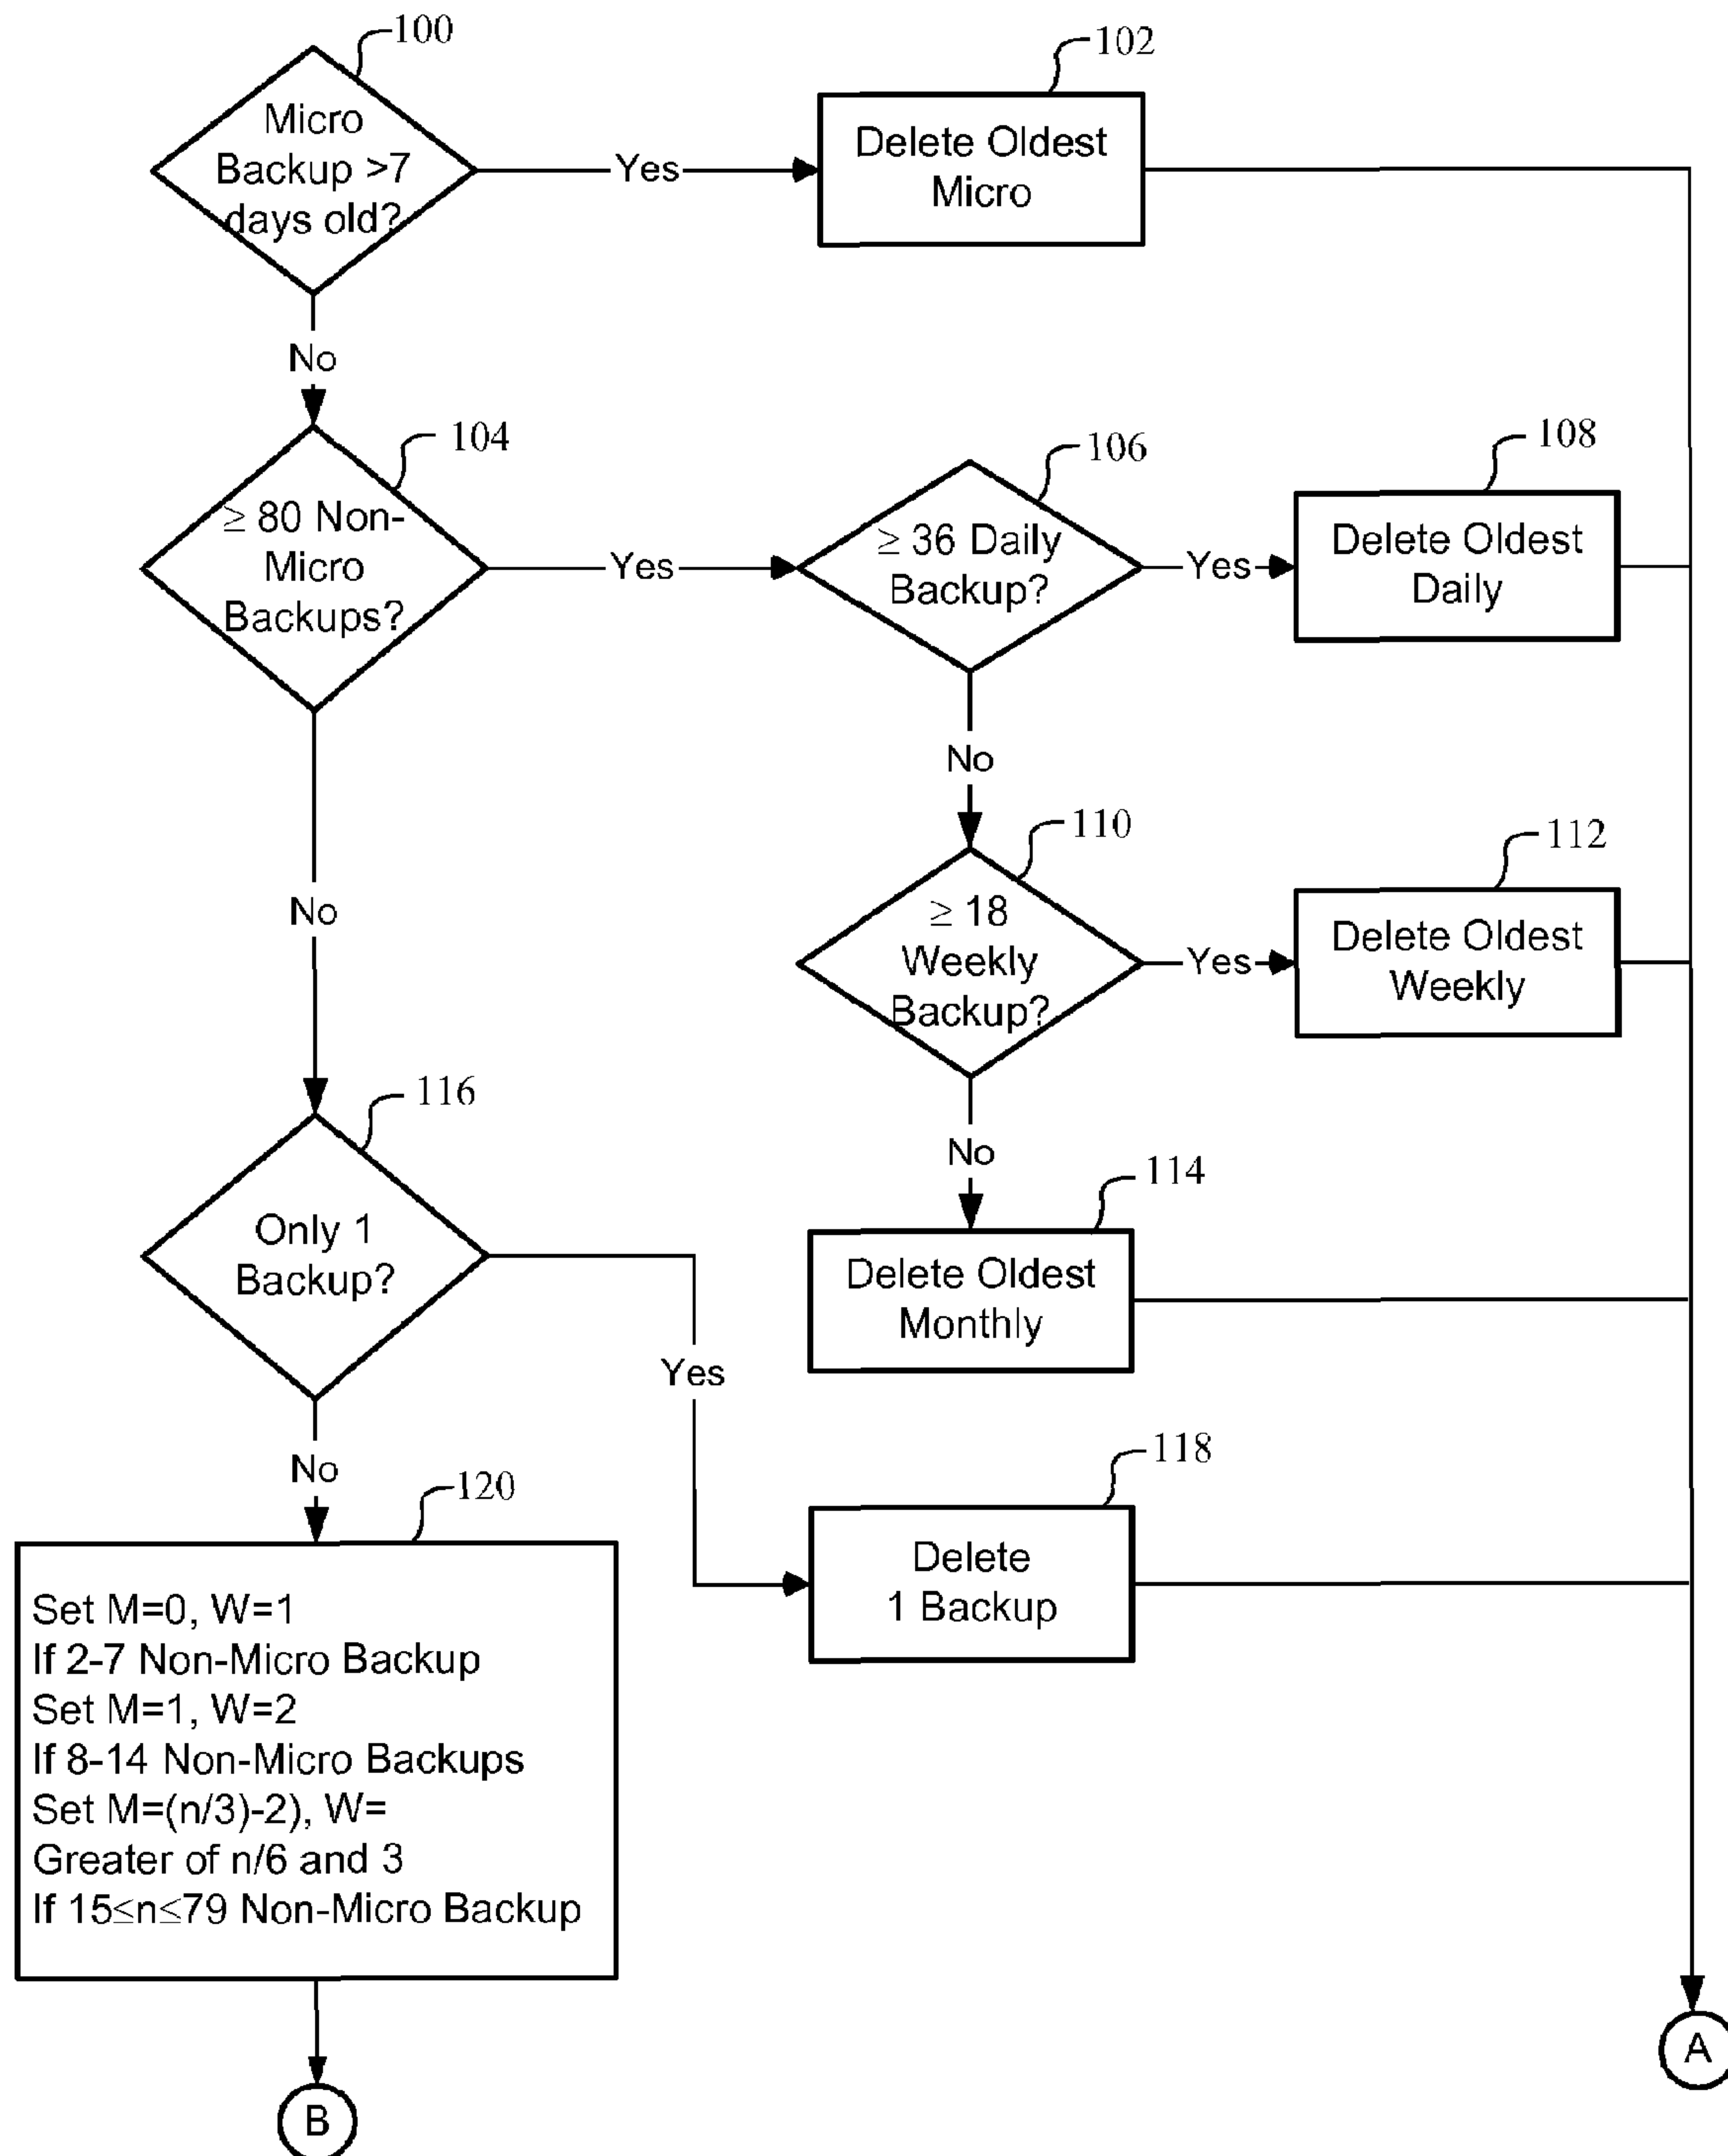 100
Micro
Backup >7
days old?
Yes
102
Delete Oldest
Micro
No
104
≥ 80 Non-
Micro
Backups?
Yes
106
≥ 36 Daily
Backup?
Yes
108
Delete Oldest
Daily
No
110
≥ 18
Weekly
Backup?
Yes
112
Delete Oldest
Weekly
No
No
114
Delete Oldest
Monthly
116
Only 1
Backup?
Yes
118
Delete
1 Backup
No
120
Set M=0, W=1
If 2-7 Non-Micro Backup
Set M=1, W=2
If 8-14 Non-Micro Backups
Set M=(n/3)-2), W=
Greater of n/6 and 3
If 15≤n≤79 Non-Micro Backup
A
B